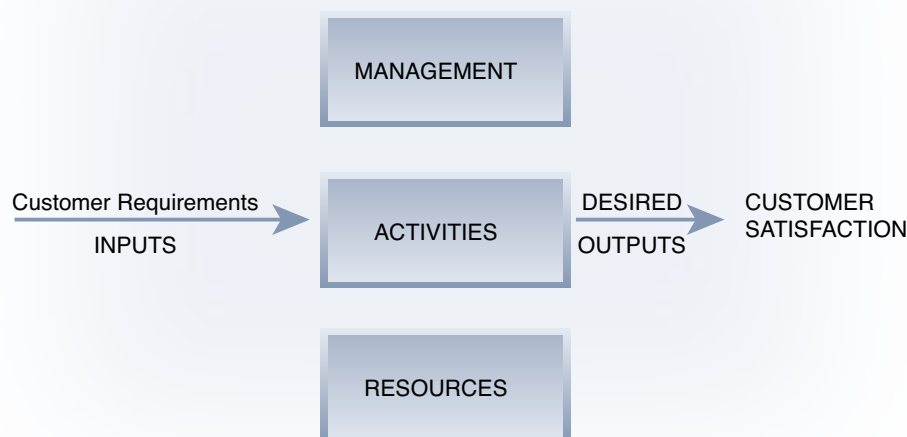 MANAGEMENT
Customer Requirements
INPUTS
ACTIVITIES
DESIRED
OUTPUTS
CUSTOMER
SATISFACTION
RESOURCES